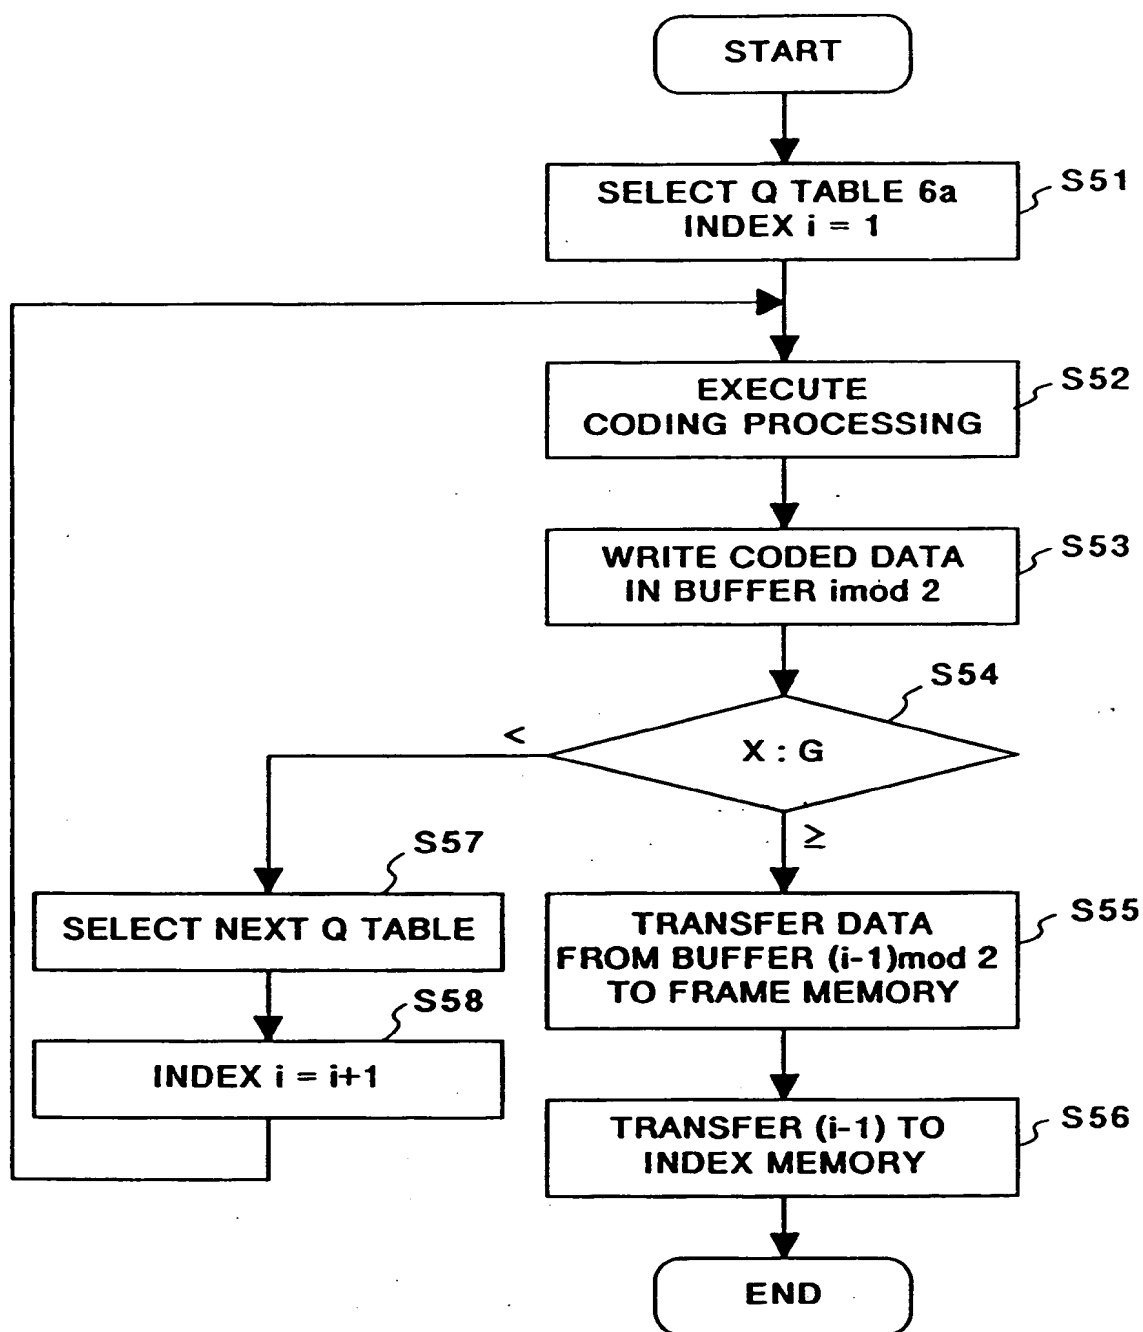 START
SELECT Q TABLE 6a
INDEX i = 1
S51
EXECUTE
CODING PROCESSING
S52
WRITE CODED DATA
IN BUFFER imod 2
S53
S54
X : G
<
≥
S57
SELECT NEXT Q TABLE
S58
INDEX i = i+1
TRANSFER DATA
FROM BUFFER (i-1)mod 2
TO FRAME MEMORY
S55
TRANSFER (i-1) TO
INDEX MEMORY
S56
END